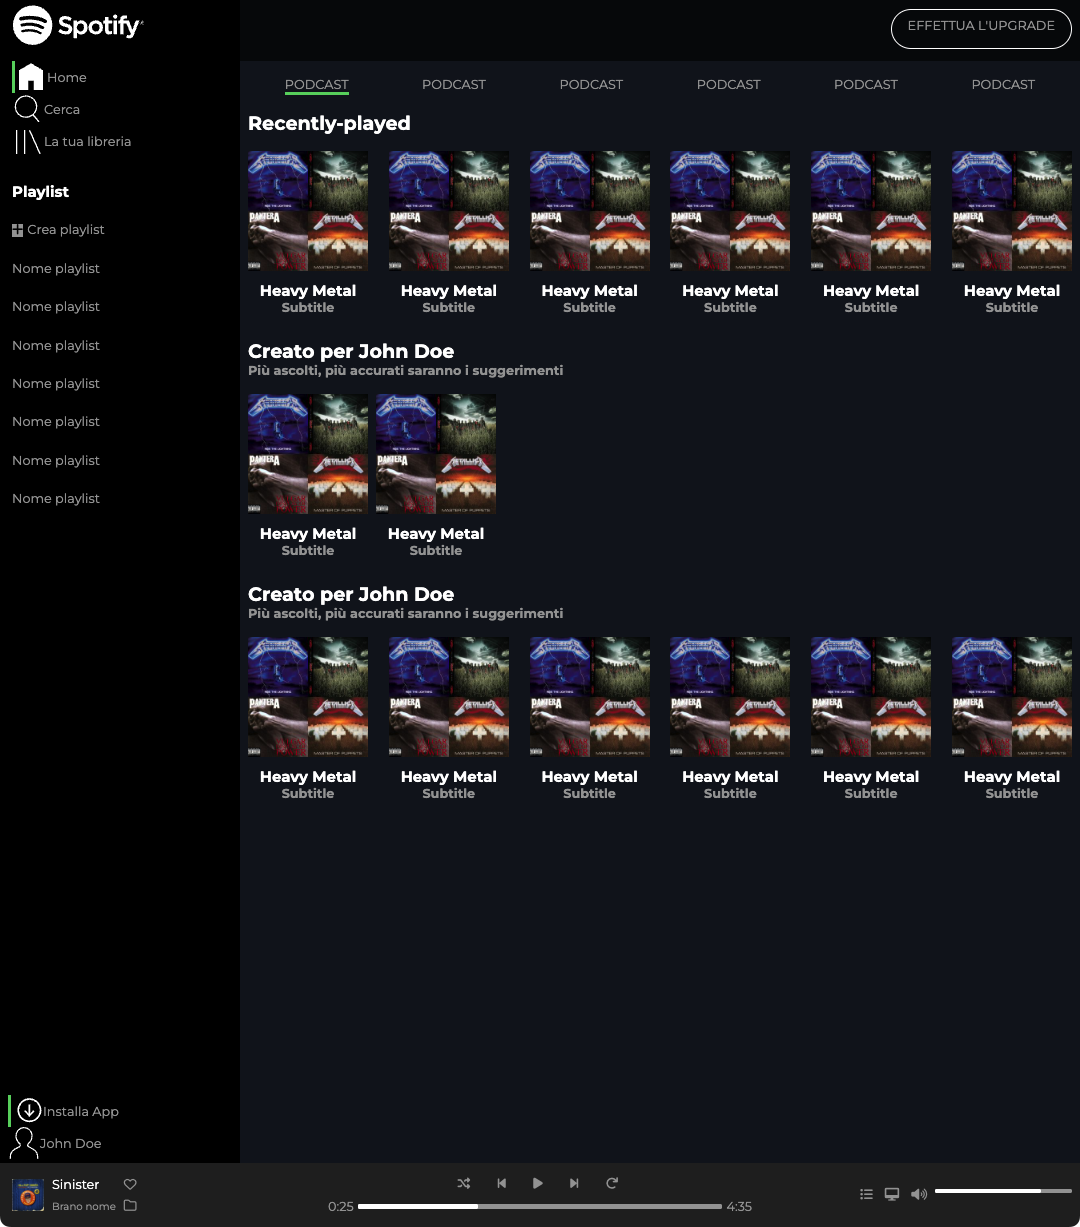 Spotify
EFFETTUA L'UPGRADE
Home
Cerca
La tua libreria
Playlist
Crea playlist
Nome playlist
Nome playlist
Nome playlist
Nome playlist
Nome playlist
Nome playlist
Nome playlist
Installa App
John Doe
PODCAST PODCAST PODCAST PODCAST PODCAST PODCAST
Recently-played
Heavy Metal Heavy Metal Heavy Metal Heavy Metal Heavy Metal Heavy Metal
Subtitle Subtitle Subtitle Subtitle Subtitle Subtitle
Creato per John Doe
Più ascolti, più accurati saranno i suggerimenti
Heavy Metal Heavy Metal
Subtitle Subtitle
Creato per John Doe
Più ascolti, più accurati saranno i suggerimenti
Heavy Metal Heavy Metal Heavy Metal Heavy Metal Heavy Metal Heavy Metal
Subtitle Subtitle Subtitle Subtitle Subtitle Subtitle
Sinister
Brano nome
0:25 4:35